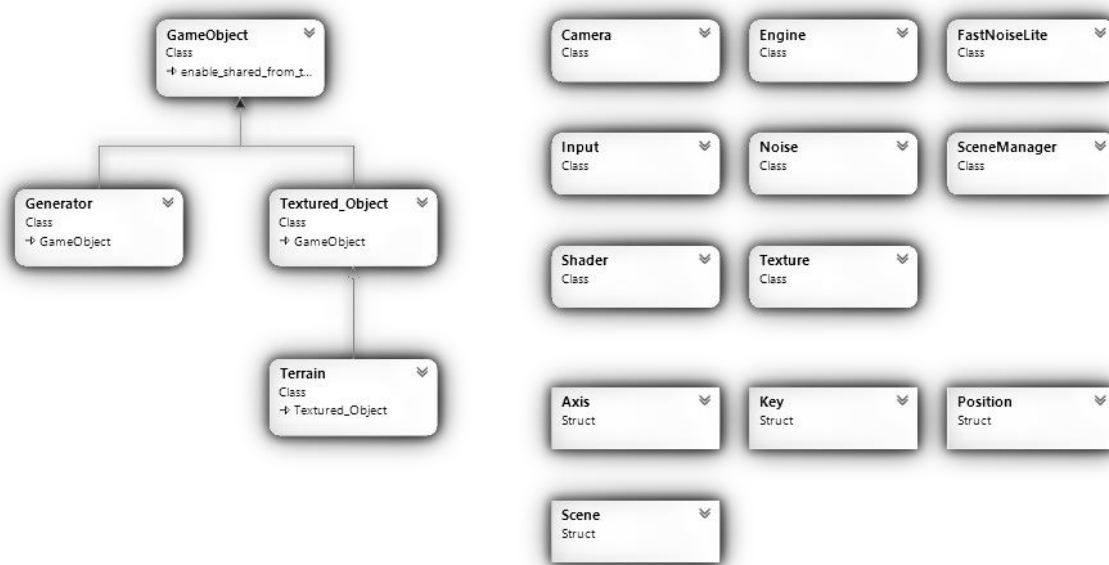 GameObject
Class
enable_shared_from_t...
Generator
Class
GameObject
Textured_Object
Class
GameObject
Terrain
Class
Textured_Object
Camera
Class
Engine
Class
FastNoiseLite
Class
Input
Class
Noise
Class
SceneManager
Class
Shader
Class
Texture
Class
Axis
Struct
Key
Struct
Position
Struct
Scene
Struct